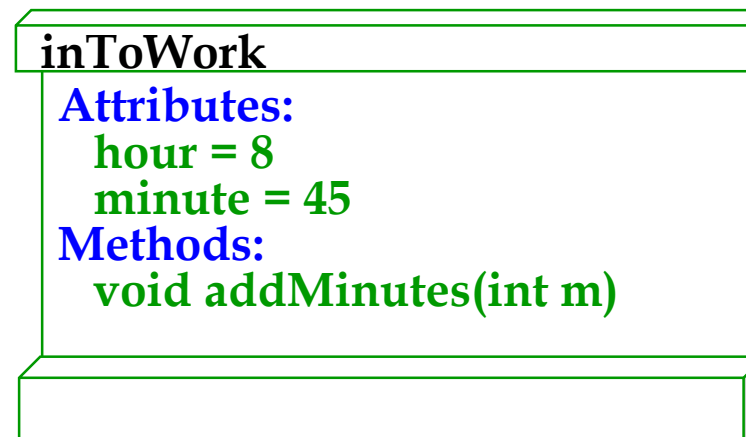 inToWork
Attributes:
hour = 8
minute = 45
Methods:
void addMinutes(int m)